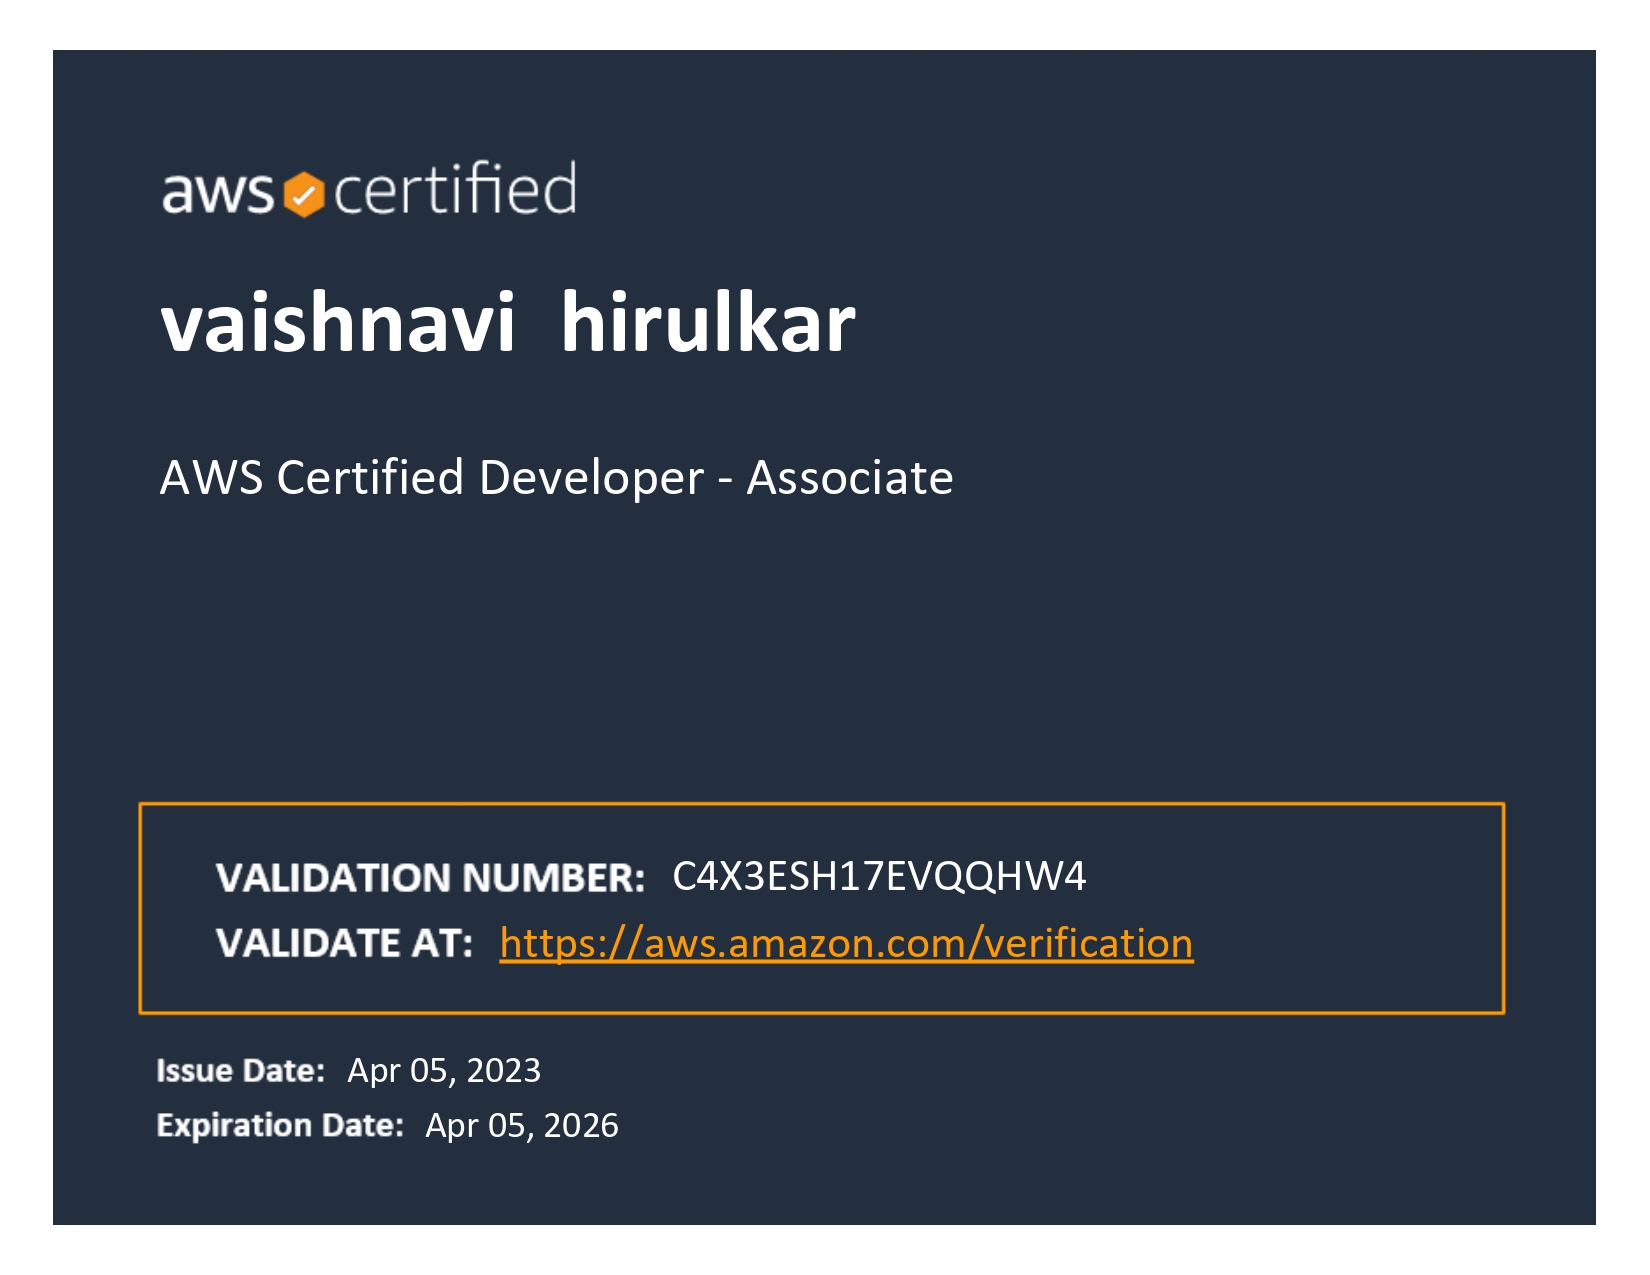 aws certified
vaishnavi hirulkar
AWS Certified Developer - Associate
VALIDATION NUMBER: C4X3ESH17EVQQHW4
VALIDATE AT: https://aws.amazon.com/verification
Issue Date: Apr 05, 2023
Expiration Date: Apr 05, 2026